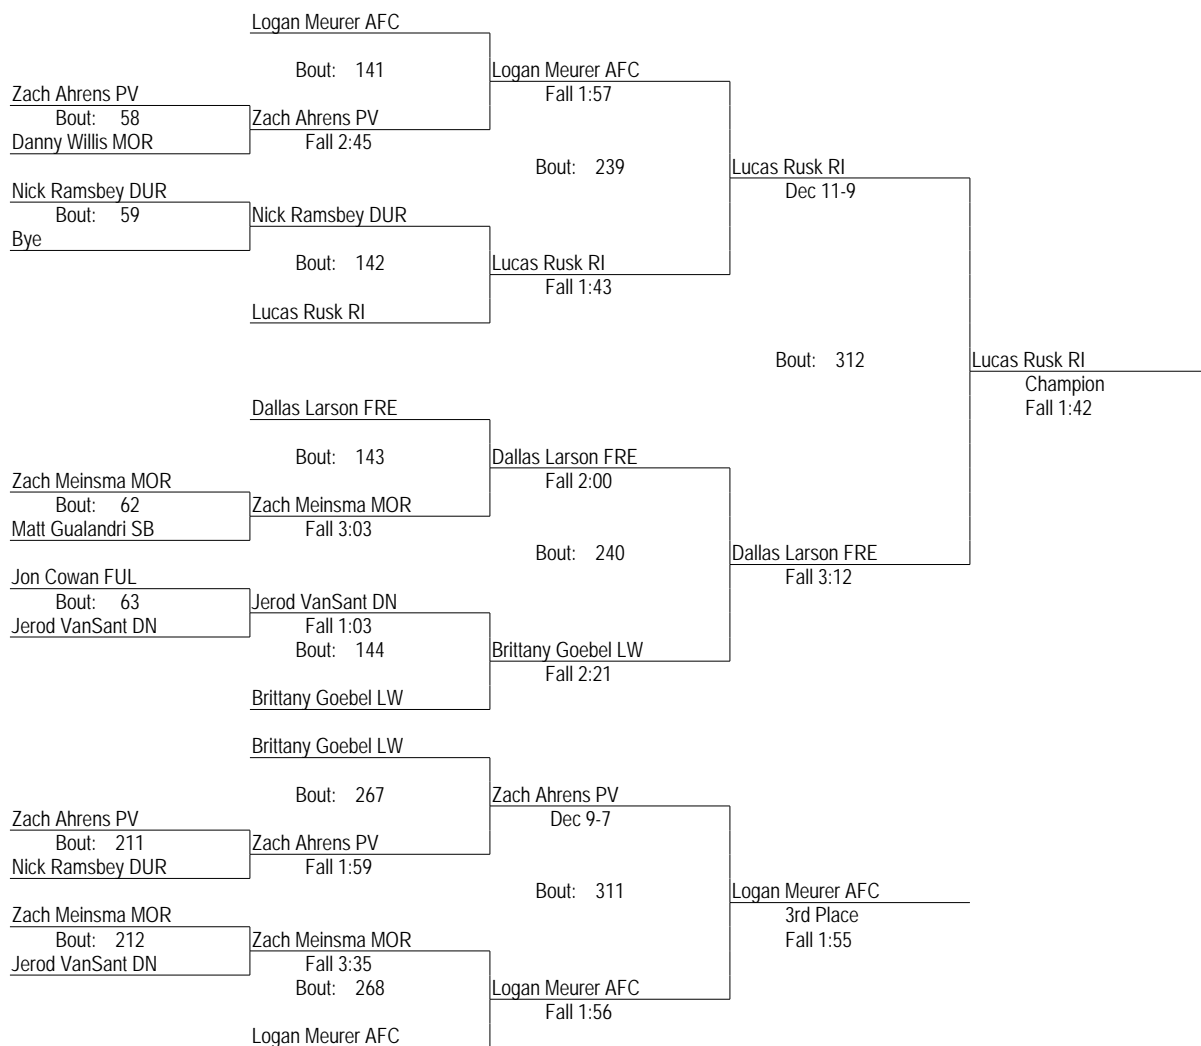 Logan Meurer AFC
Bout: 141
Logan Meurer AFC
Fall 1:57
Zach Ahrens PV
Bout: 58
Zach Ahrens PV
Danny Willis MOR
Fall 2:45
Bout: 239
Lucas Rusk RI
Dec 11-9
Nick Ramsbey DUR
Bout: 59
Nick Ramsbey DUR
Bye
Bout: 142
Lucas Rusk RI
Fall 1:43
Lucas Rusk RI
Bout: 312
Lucas Rusk RI
Champion
Fall 1:42
Dallas Larson FRE
Bout: 143
Dallas Larson FRE
Fall 2:00
Zach Meinsma MOR
Bout: 62
Zach Meinsma MOR
Matt Gualandri SB
Fall 3:03
Bout: 240
Dallas Larson FRE
Fall 3:12
Jon Cowan FUL
Bout: 63
Jerod VanSant DN
Jerod VanSant DN
Fall 1:03
Bout: 144
Brittany Goebel LW
Fall 2:21
Brittany Goebel LW
Brittany Goebel LW
Bout: 267
Zach Ahrens PV
Dec 9-7
Zach Ahrens PV
Bout: 211
Zach Ahrens PV
Nick Ramsbey DUR
Fall 1:59
Bout: 311
Logan Meurer AFC
3rd Place
Fall 1:55
Zach Meinsma MOR
Bout: 212
Zach Meinsma MOR
Jerod VanSant DN
Fall 3:35
Bout: 268
Logan Meurer AFC
Fall 1:56
Logan Meurer AFC